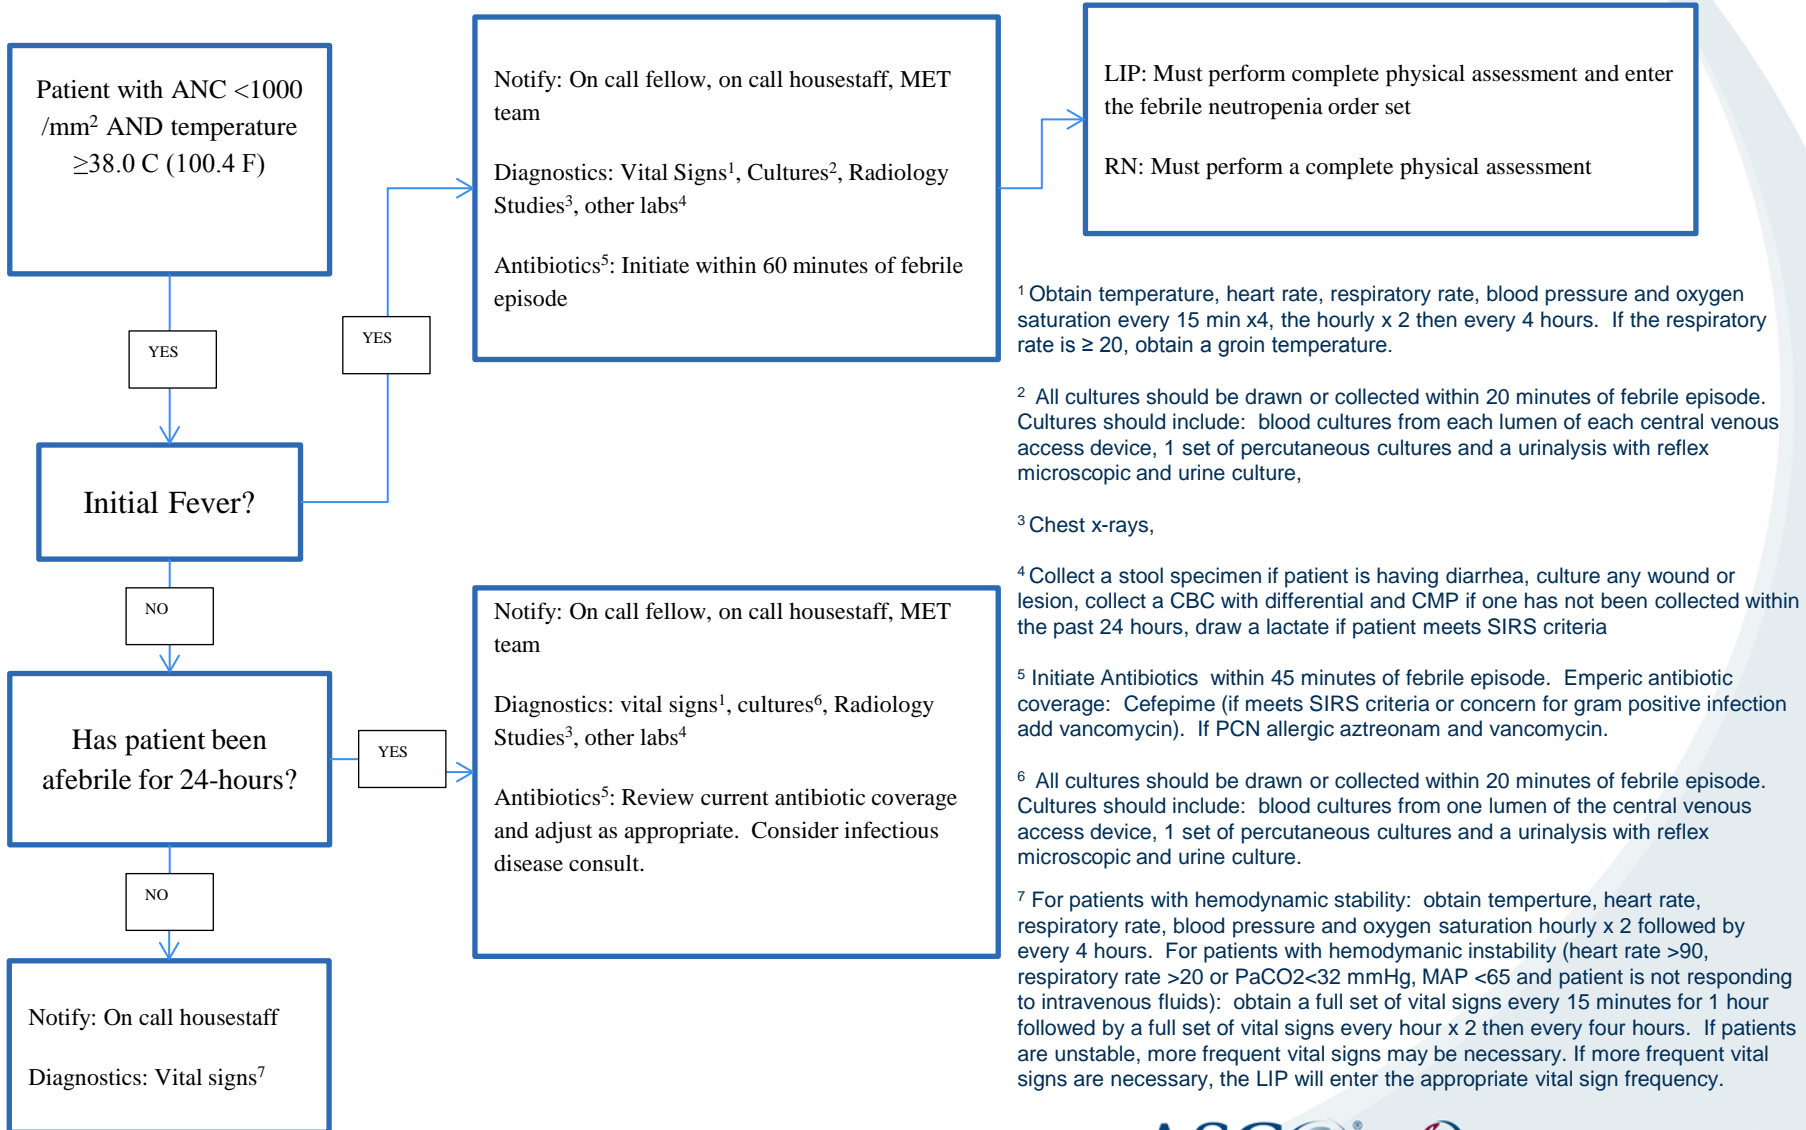 Patient with ANC <1000
/mm² AND temperature
≥38.0 C (100.4 F)
YES
Initial Fever?
YES
NO
Has patient been
afebrile for 24-hours?
YES
NO
Notify: On call housestaff
Diagnostics: Vital signs⁷
Notify: On call fellow, on call housestaff, MET
team
Diagnostics: Vital Signs¹, Cultures², Radiology
Studies³, other labs⁴
Antibiotics⁵: Initiate within 60 minutes of febrile
episode
Notify: On call fellow, on call housestaff, MET
team
Diagnostics: vital signs¹, cultures⁶, Radiology
Studies³, other labs⁴
Antibiotics⁵: Review current antibiotic coverage
and adjust as appropriate. Consider infectious
disease consult.
LIP: Must perform complete physical assessment and enter
the febrile neutropenia order set
RN: Must perform a complete physical assessment
¹ Obtain temperature, heart rate, respiratory rate, blood pressure and oxygen
saturation every 15 min x4, the hourly x 2 then every 4 hours. If the respiratory
rate is ≥ 20, obtain a groin temperature.
² All cultures should be drawn or collected within 20 minutes of febrile episode.
Cultures should include: blood cultures from each lumen of each central venous
access device, 1 set of percutaneous cultures and a urinalysis with reflex
microscopic and urine culture,
³ Chest x-rays,
⁴ Collect a stool specimen if patient is having diarrhea, culture any wound or
lesion, collect a CBC with differential and CMP if one has not been collected within
the past 24 hours, draw a lactate if patient meets SIRS criteria
⁵ Initiate Antibiotics within 45 minutes of febrile episode. Emperic antibiotic
coverage: Cefepime (if meets SIRS criteria or concern for gram positive infection
add vancomycin). If PCN allergic aztreonam and vancomycin.
⁶ All cultures should be drawn or collected within 20 minutes of febrile episode.
Cultures should include: blood cultures from one lumen of the central venous
access device, 1 set of percutaneous cultures and a urinalysis with reflex
microscopic and urine culture.
⁷ For patients with hemodynamic stability: obtain temperture, heart rate,
respiratory rate, blood pressure and oxygen saturation hourly x 2 followed by
every 4 hours. For patients with hemodymanic instability (heart rate >90,
respiratory rate >20 or PaCO2<32 mmHg, MAP <65 and patient is not responding
to intravenous fluids): obtain a full set of vital signs every 15 minutes for 1 hour
followed by a full set of vital signs every hour x 2 then every four hours. If patients
are unstable, more frequent vital signs may be necessary. If more frequent vital
signs are necessary, the LIP will enter the appropriate vital sign frequency.